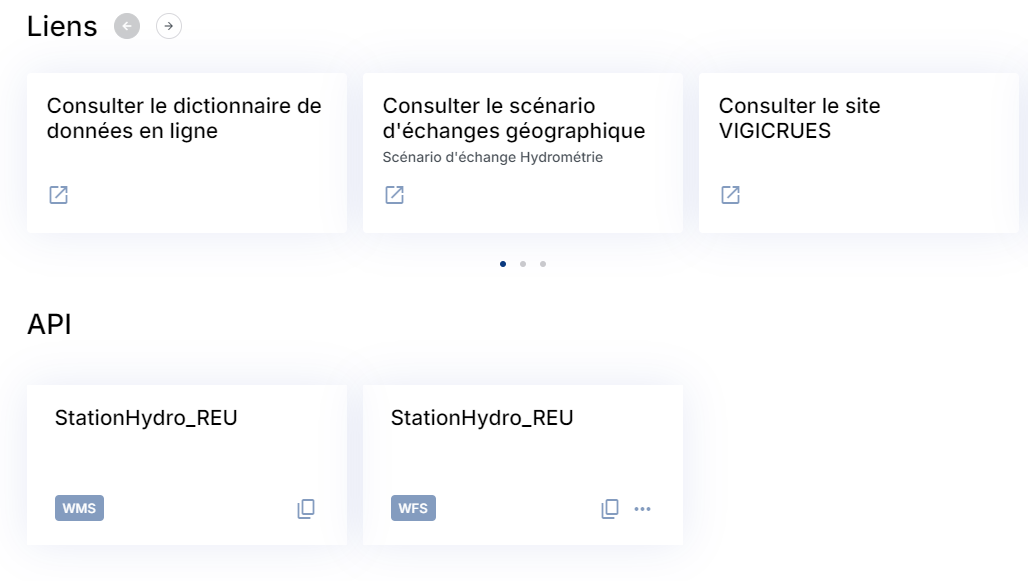 Liens
Consulter le dictionnaire de
données en ligne
Consulter le scénario
d'échanges géographique
Scénario d'échange Hydrométrie
Consulter le site
VIGICRUES
API
StationHydro_REU
WMS
StationHydro_REU
WFS